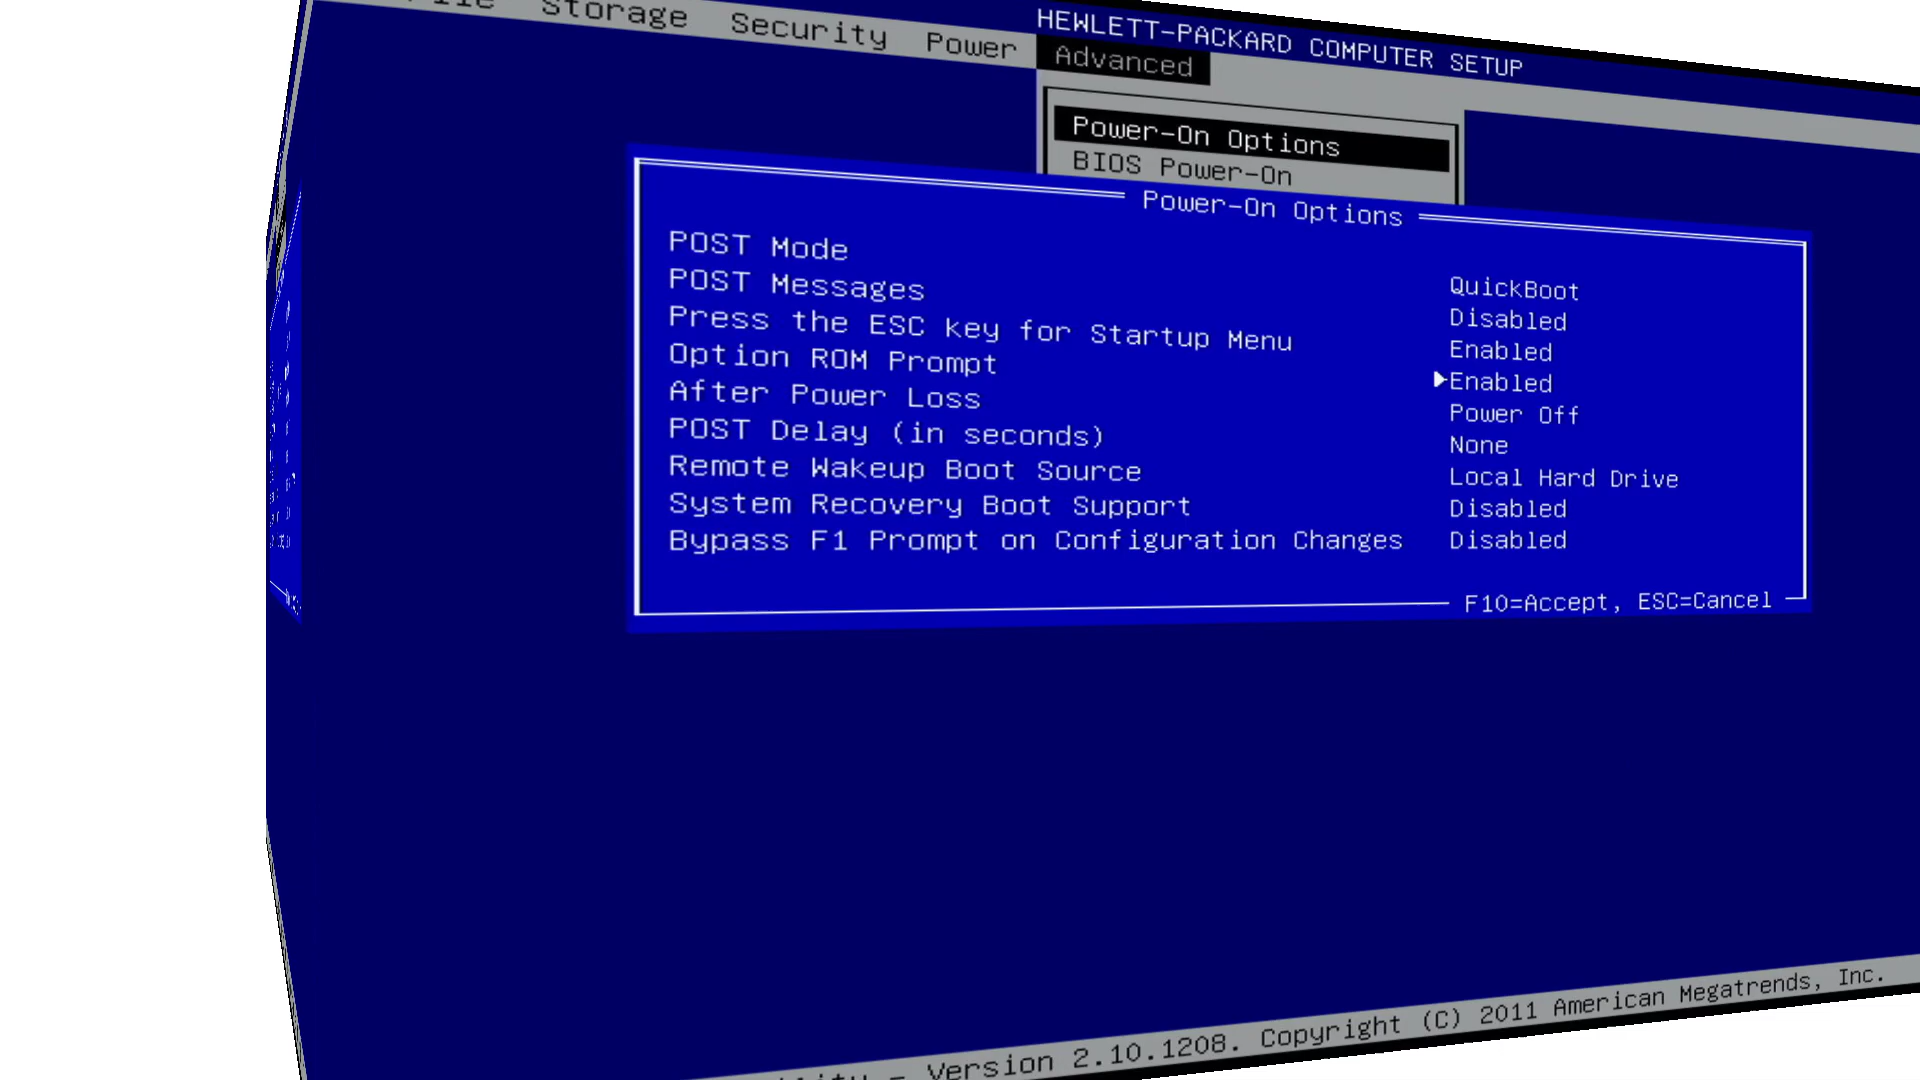 HEWLETT-PACKARD COMPUTER SETUP
Storage Security Power Advanced
Power-On Options
BIOS Power-On
Power-On Options
POST Mode QuickBoot
POST Messages Disabled
Press the ESC key for Startup Menu Enabled
Option ROM Prompt ▶Enabled
After Power Loss Power Off
POST Delay (in seconds) None
Remote Wakeup Boot Source Local Hard Drive
System Recovery Boot Support Disabled
Bypass F1 Prompt on Configuration Changes Disabled
F10=Accept, ESC=Cancel
- Version 2.10.1208. Copyright (C) 2011 American Megatrends, Inc.